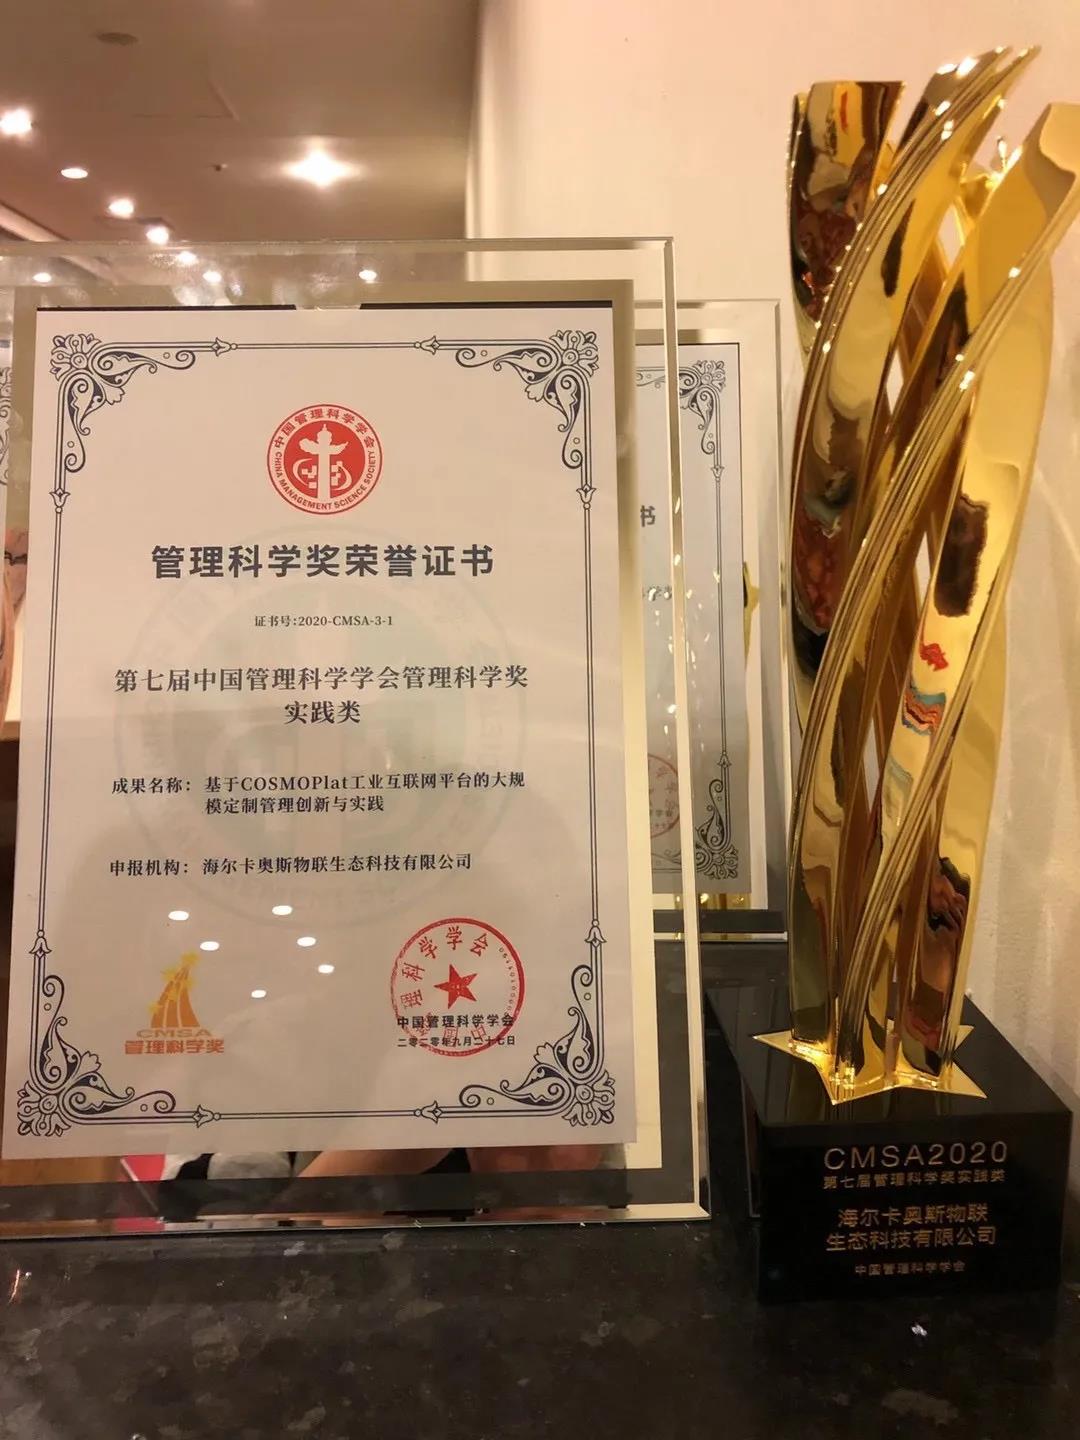 中国管理科学学会
CHINA MANAGEMENT SCIENCE SOCIETY
管理科学奖荣誉证书
证书号:2020-CMSA-3-1
第七届中国管理科学学会管理科学奖
实践类
成果名称： 基于COSMOPlat工业互联网平台的大规
模定制管理创新与实践
申报机构： 海尔卡奥斯物联生态科技有限公司
CMSA
管理科学奖
理科学学会
中国管理科学学会
二零二零年九月二十七日
书
CMSA2020
第七届管理科学奖实践类
海尔卡奥斯物联
生态科技有限公司
中国管理科学学会